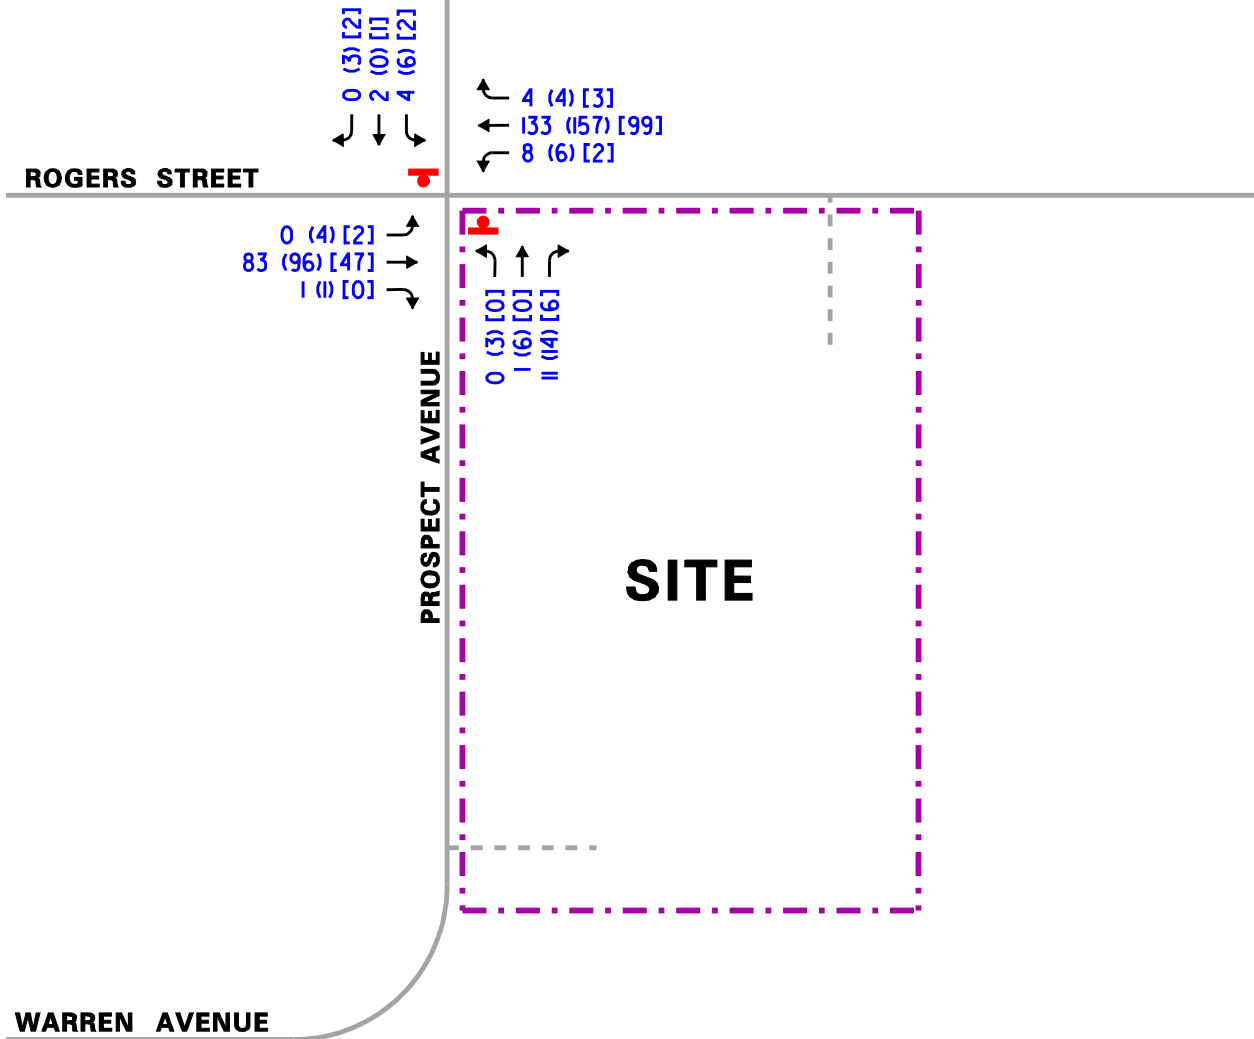 0 (3) [2]
2 (0) [1]
4 (6) [2]
4 (4) [3]
133 (157) [99]
8 (6) [2]
ROGERS STREET
0 (4) [2]
83 (96) [47]
1 (1) [0]
0 (3) [0]
1 (6) [0]
11 (14) [6]
PROSPECT AVENUE
SITE
WARREN AVENUE